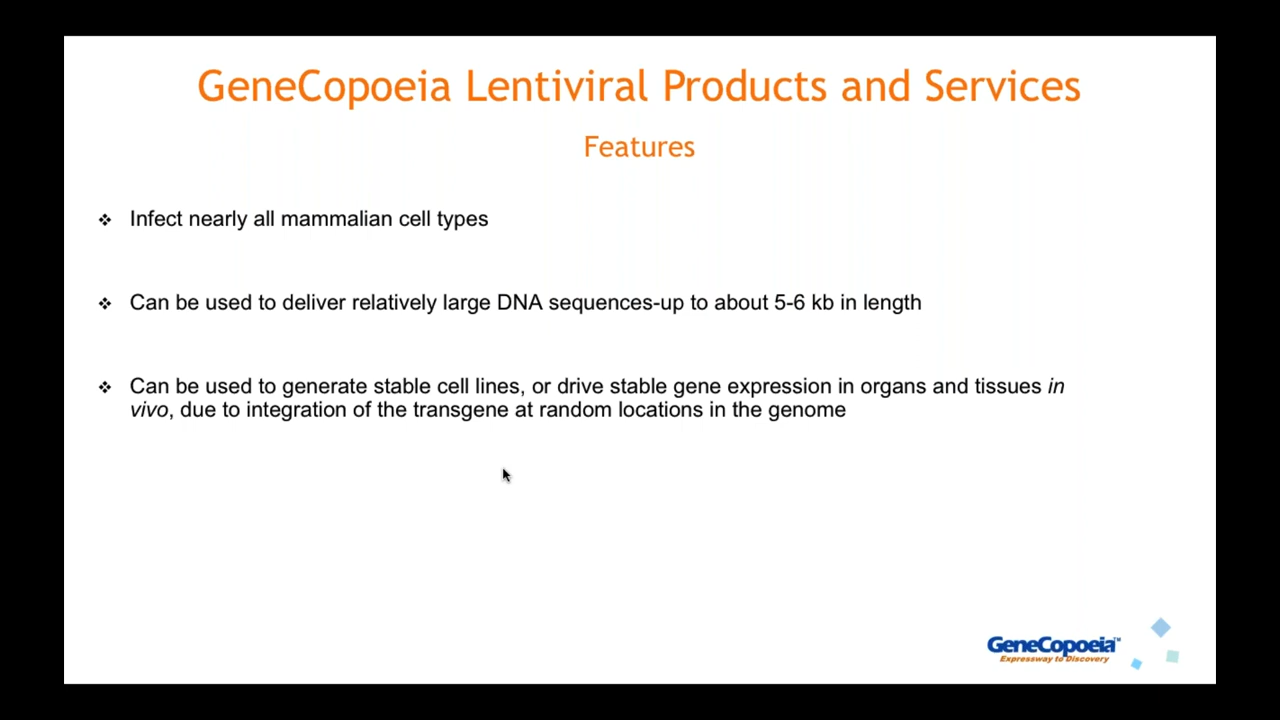 GeneCopoeia Lentiviral Products and Services
Features
❖ Infect nearly all mammalian cell types
❖ Can be used to deliver relatively large DNA sequences-up to about 5-6 kb in length
❖ Can be used to generate stable cell lines, or drive stable gene expression in organs and tissues in
vivo, due to integration of the transgene at random locations in the genome
GeneCopoeia™
Expressway to Discovery